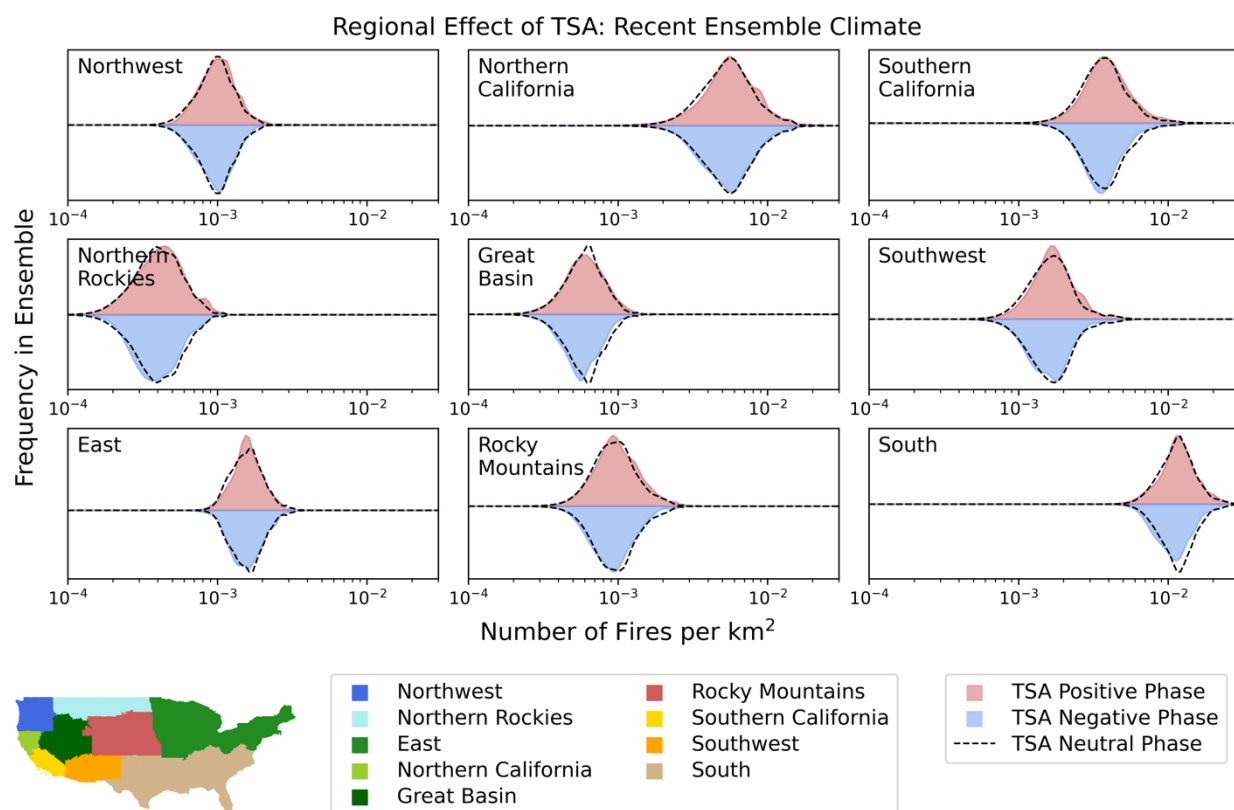 Regional Effect of TSA: Recent Ensemble Climate
Northwest
Northern
California
Southern
California
10⁻⁴ 10⁻³ 10⁻² 10⁻⁴ 10⁻³ 10⁻² 10⁻⁴ 10⁻³ 10⁻²
Frequency in Ensemble
Northern
Rockies
Great
Basin
Southwest
10⁻⁴ 10⁻³ 10⁻² 10⁻⁴ 10⁻³ 10⁻² 10⁻⁴ 10⁻³ 10⁻²
East
Rocky
Mountains
South
10⁻⁴ 10⁻³ 10⁻² 10⁻⁴ 10⁻³ 10⁻² 10⁻⁴ 10⁻³ 10⁻²
Number of Fires per km²
Northwest
Northern Rockies
East
Northern California
Great Basin
Rocky Mountains
Southern California
Southwest
South
TSA Positive Phase
TSA Negative Phase
TSA Neutral Phase